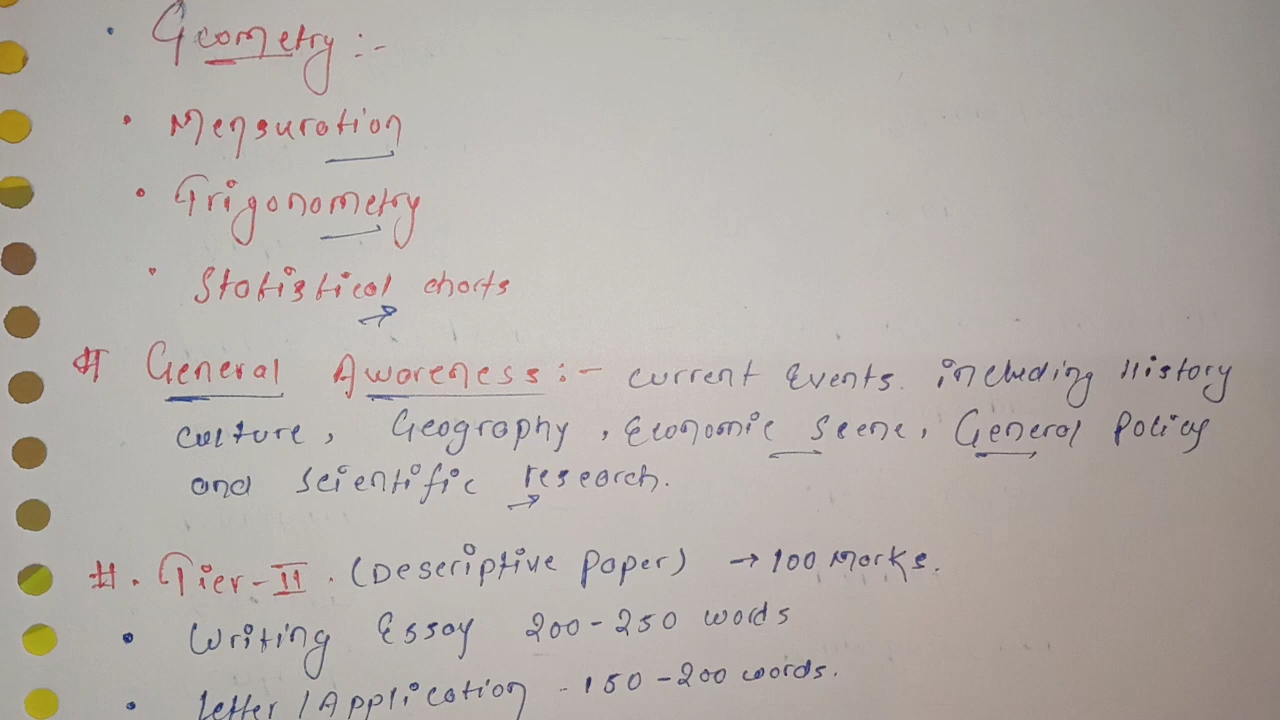 • Geometry :-
• Mensuration
• Trigonometry
• Statistical charts
# General Awareness :- current Events. including History
culture, Geography, Economic Scene, General Policy
and scientific research.
#. Tier-II. (Descriptive paper) → 100 Marks.
• Writing Essay 200-250 words
• letter / Application - 150-200 words.